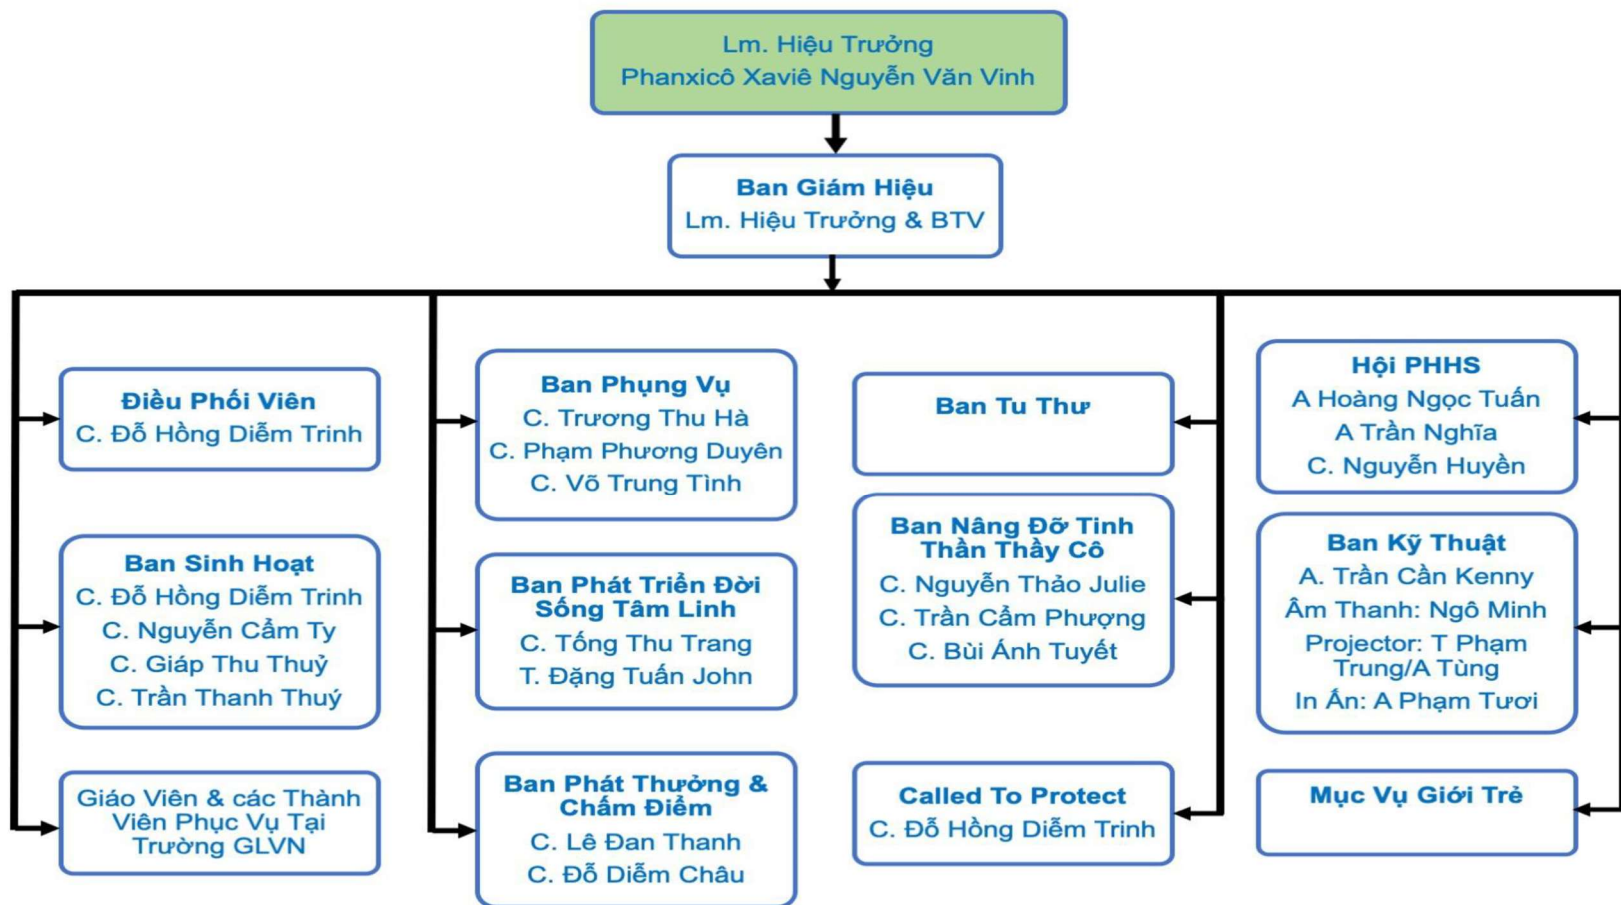 Lm. Hiệu Trưởng
Phanxicô Xaviê Nguyễn Văn Vinh
Ban Giám Hiệu
Lm. Hiệu Trưởng & BTV
Điều Phối Viên
C. Đỗ Hồng Diễm Trinh
Ban Sinh Hoạt
C. Đỗ Hồng Diễm Trinh
C. Nguyễn Cẩm Ty
C. Giáp Thu Thuỷ
C. Trần Thanh Thuý
Giáo Viên & các Thành
Viên Phục Vụ Tại
Trường GLVN
Ban Phụng Vụ
C. Trương Thu Hà
C. Phạm Phương Duyên
C. Võ Trung Tình
Ban Phát Triển Đời
Sống Tâm Linh
C. Tống Thu Trang
T. Đặng Tuấn John
Ban Phát Thưởng &
Chấm Điểm
C. Lê Đan Thanh
C. Đỗ Diễm Châu
Ban Tu Thư
Ban Nâng Đỡ Tinh
Thần Thầy Cô
C. Nguyễn Thảo Julie
C. Trần Cẩm Phượng
C. Bùi Ánh Tuyết
Called To Protect
C. Đỗ Hồng Diễm Trinh
Hội PHHS
A Hoàng Ngọc Tuấn
A Trần Nghĩa
C. Nguyễn Huyền
Ban Kỹ Thuật
A. Trần Cần Kenny
Âm Thanh: Ngô Minh
Projector: T Phạm
Trung/A Tùng
In Ấn: A Phạm Tươi
Mục Vụ Giới Trẻ